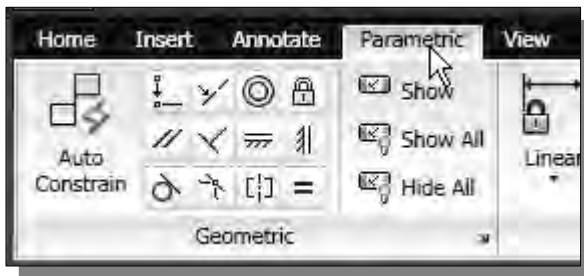 Home Insert Annotate Parametric View
Show
Show All
Auto Constrain
Linear
Hide All
Geometric